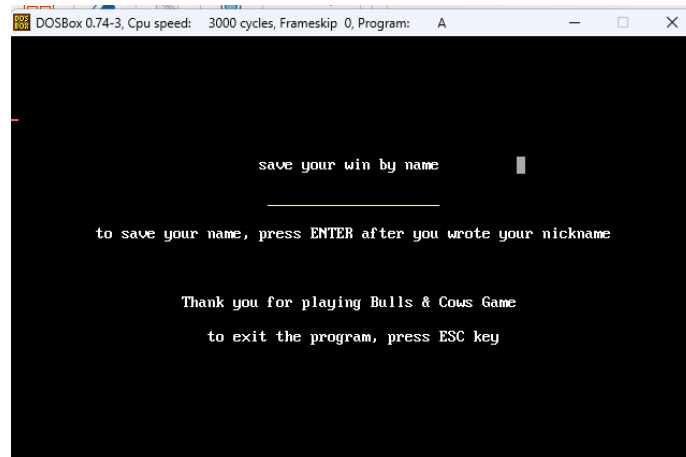 DOSBox 0.74-3, Cpu speed: 3000 cycles, Frameskip 0, Program: A
save your win by name
to save your name, press ENTER after you wrote your nickname
Thank you for playing Bulls & Cows Game
to exit the program, press ESC key